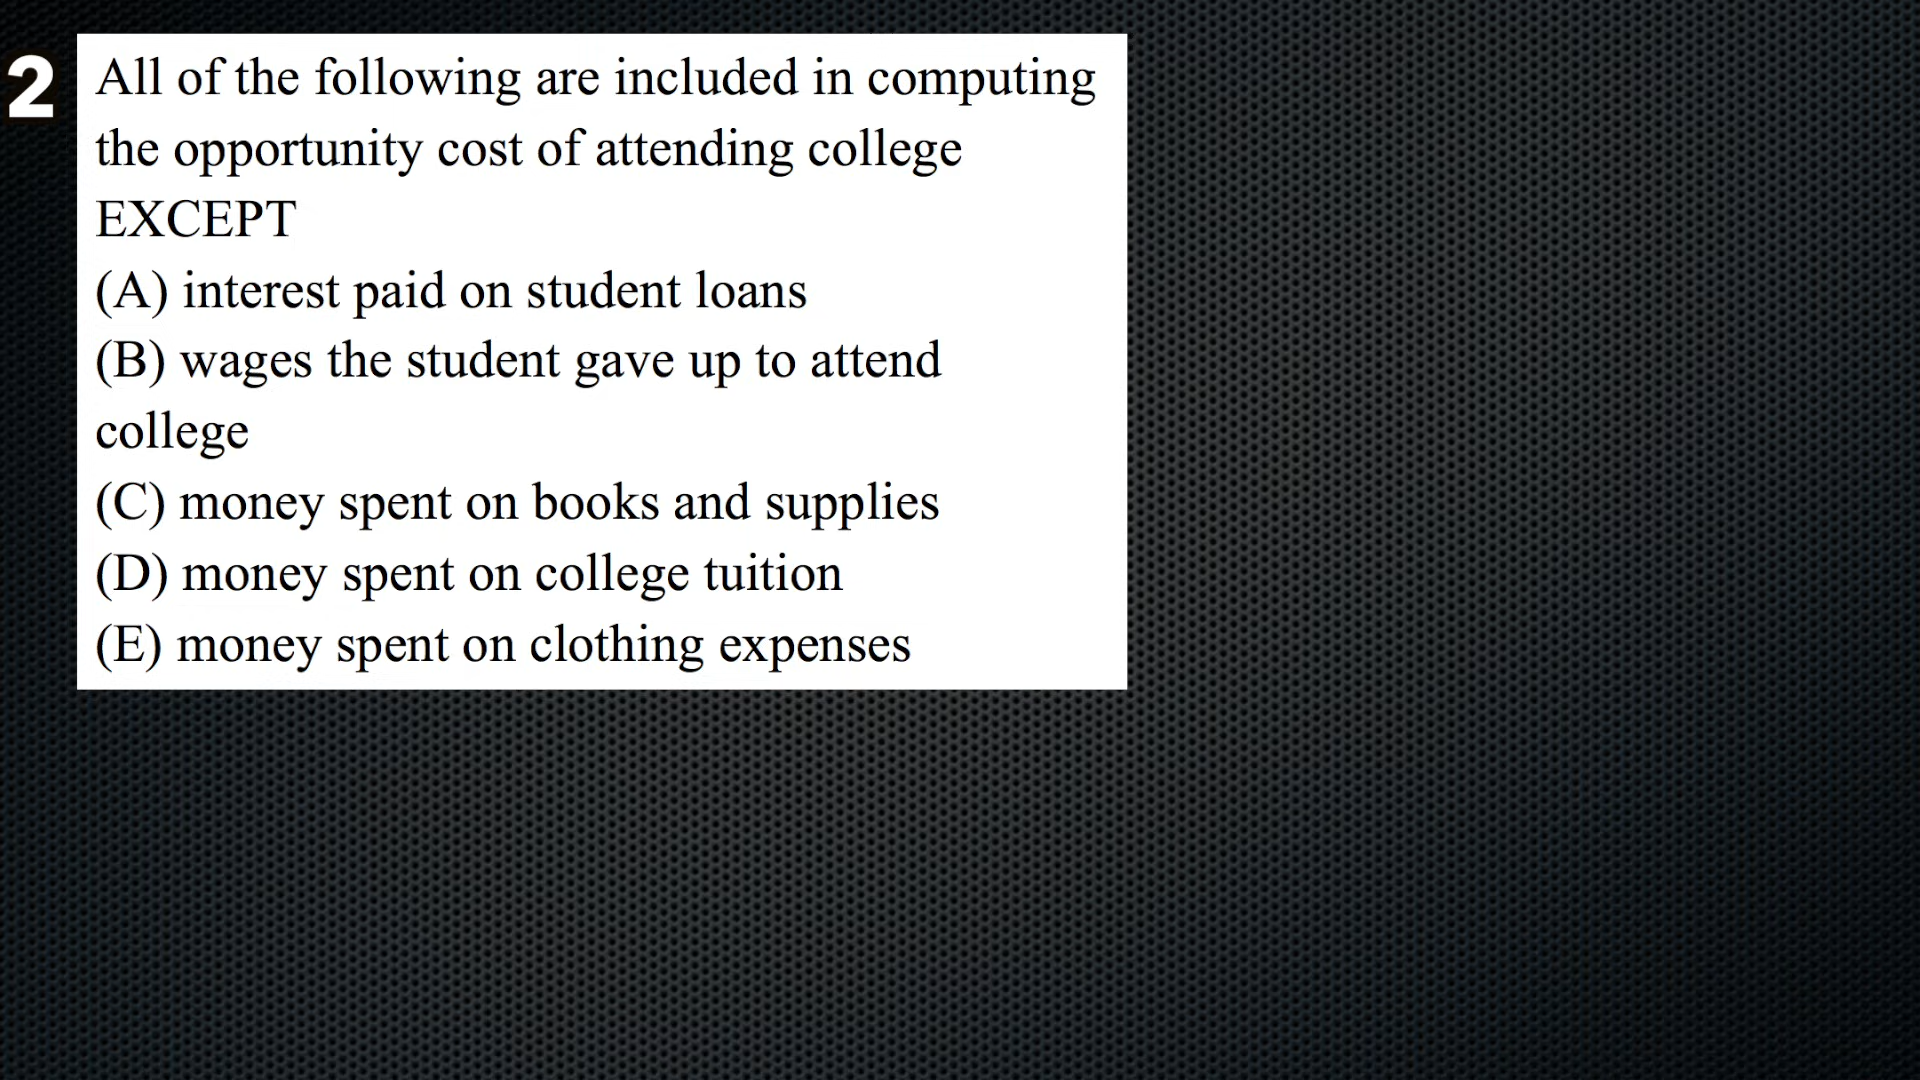 2
All of the following are included in computing
the opportunity cost of attending college
EXCEPT
(A) interest paid on student loans
(B) wages the student gave up to attend
college
(C) money spent on books and supplies
(D) money spent on college tuition
(E) money spent on clothing expenses